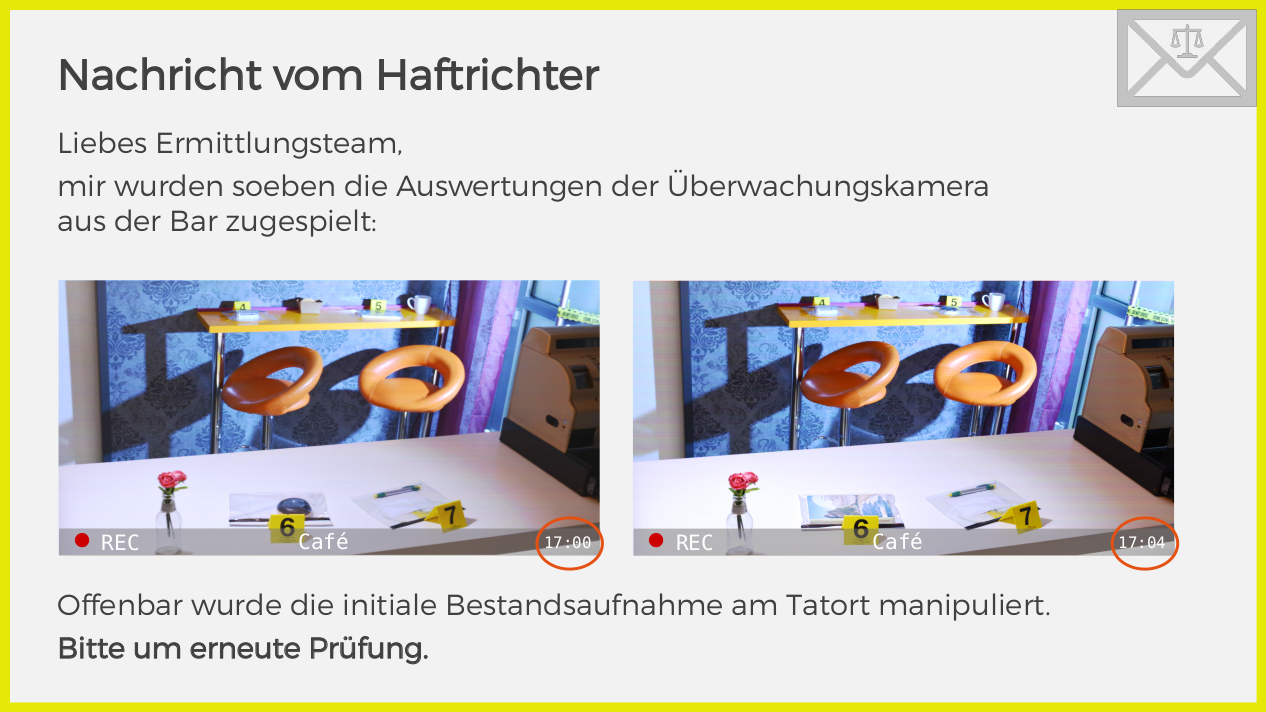 Nachricht vom Haftrichter
Liebes Ermittlungsteam,
mir wurden soeben die Auswertungen der Überwachungskamera
aus der Bar zugespielt:
4
5
6
7
REC
Café
17:00
4
5
6
7
REC
Café
17:04
Offenbar wurde die initiale Bestandsaufnahme am Tatort manipuliert.
Bitte um erneute Prüfung.